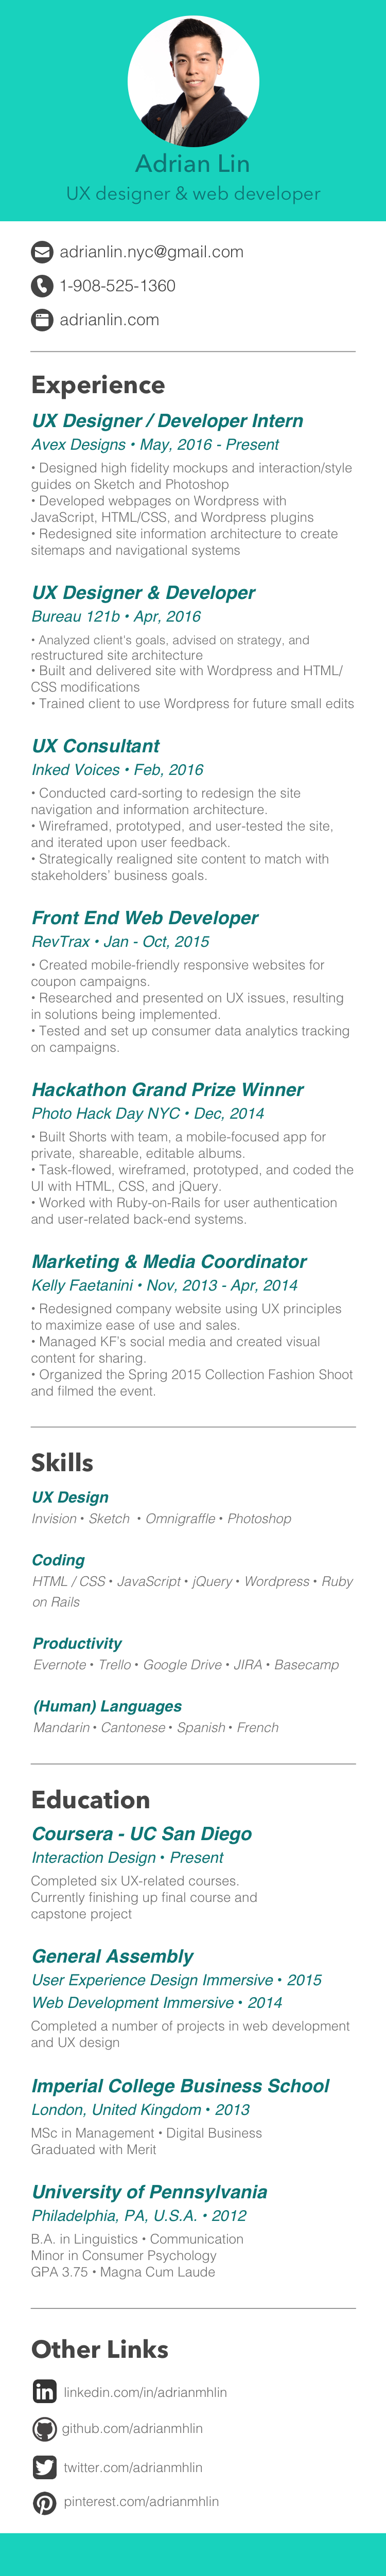 Adrian Lin
UX designer & web developer
adrianlin.nyc@gmail.com
1-908-525-1360
adrianlin.com
Experience
UX Designer / Developer Intern
Avex Designs • May, 2016 - Present
• Designed high fidelity mockups and interaction/style
guides on Sketch and Photoshop
• Developed webpages on Wordpress with
JavaScript, HTML/CSS, and Wordpress plugins
• Redesigned site information architecture to create
sitemaps and navigational systems
UX Designer & Developer
Bureau 121b • Apr, 2016
• Analyzed client's goals, advised on strategy, and
restructured site architecture
• Built and delivered site with Wordpress and HTML/
CSS modifications
• Trained client to use Wordpress for future small edits
UX Consultant
Inked Voices • Feb, 2016
• Conducted card-sorting to redesign the site
navigation and information architecture.
• Wireframed, prototyped, and user-tested the site,
and iterated upon user feedback.
• Strategically realigned site content to match with
stakeholders' business goals.
Front End Web Developer
RevTrax • Jan - Oct, 2015
• Created mobile-friendly responsive websites for
coupon campaigns.
• Researched and presented on UX issues, resulting
in solutions being implemented.
• Tested and set up consumer data analytics tracking
on campaigns.
Hackathon Grand Prize Winner
Photo Hack Day NYC • Dec, 2014
• Built Shorts with team, a mobile-focused app for
private, shareable, editable albums.
• Task-flowed, wireframed, prototyped, and coded the
UI with HTML, CSS, and jQuery.
• Worked with Ruby-on-Rails for user authentication
and user-related back-end systems.
Marketing & Media Coordinator
Kelly Faetanini • Nov, 2013 - Apr, 2014
• Redesigned company website using UX principles
to maximize ease of use and sales.
• Managed KF's social media and created visual
content for sharing.
• Organized the Spring 2015 Collection Fashion Shoot
and filmed the event.
Skills
UX Design
Invision • Sketch • Omnigraffle • Photoshop
Coding
HTML / CSS • JavaScript • jQuery • Wordpress • Ruby
on Rails
Productivity
Evernote • Trello • Google Drive • JIRA • Basecamp
(Human) Languages
Mandarin • Cantonese • Spanish • French
Education
Coursera - UC San Diego
Interaction Design • Present
Completed six UX-related courses.
Currently finishing up final course and
capstone project
General Assembly
User Experience Design Immersive • 2015
Web Development Immersive • 2014
Completed a number of projects in web development
and UX design
Imperial College Business School
London, United Kingdom • 2013
MSc in Management • Digital Business
Graduated with Merit
University of Pennsylvania
Philadelphia, PA, U.S.A. • 2012
B.A. in Linguistics • Communication
Minor in Consumer Psychology
GPA 3.75 • Magna Cum Laude
Other Links
linkedin.com/in/adrianmhlin
github.com/adrianmhlin
twitter.com/adrianmhlin
pinterest.com/adrianmhlin